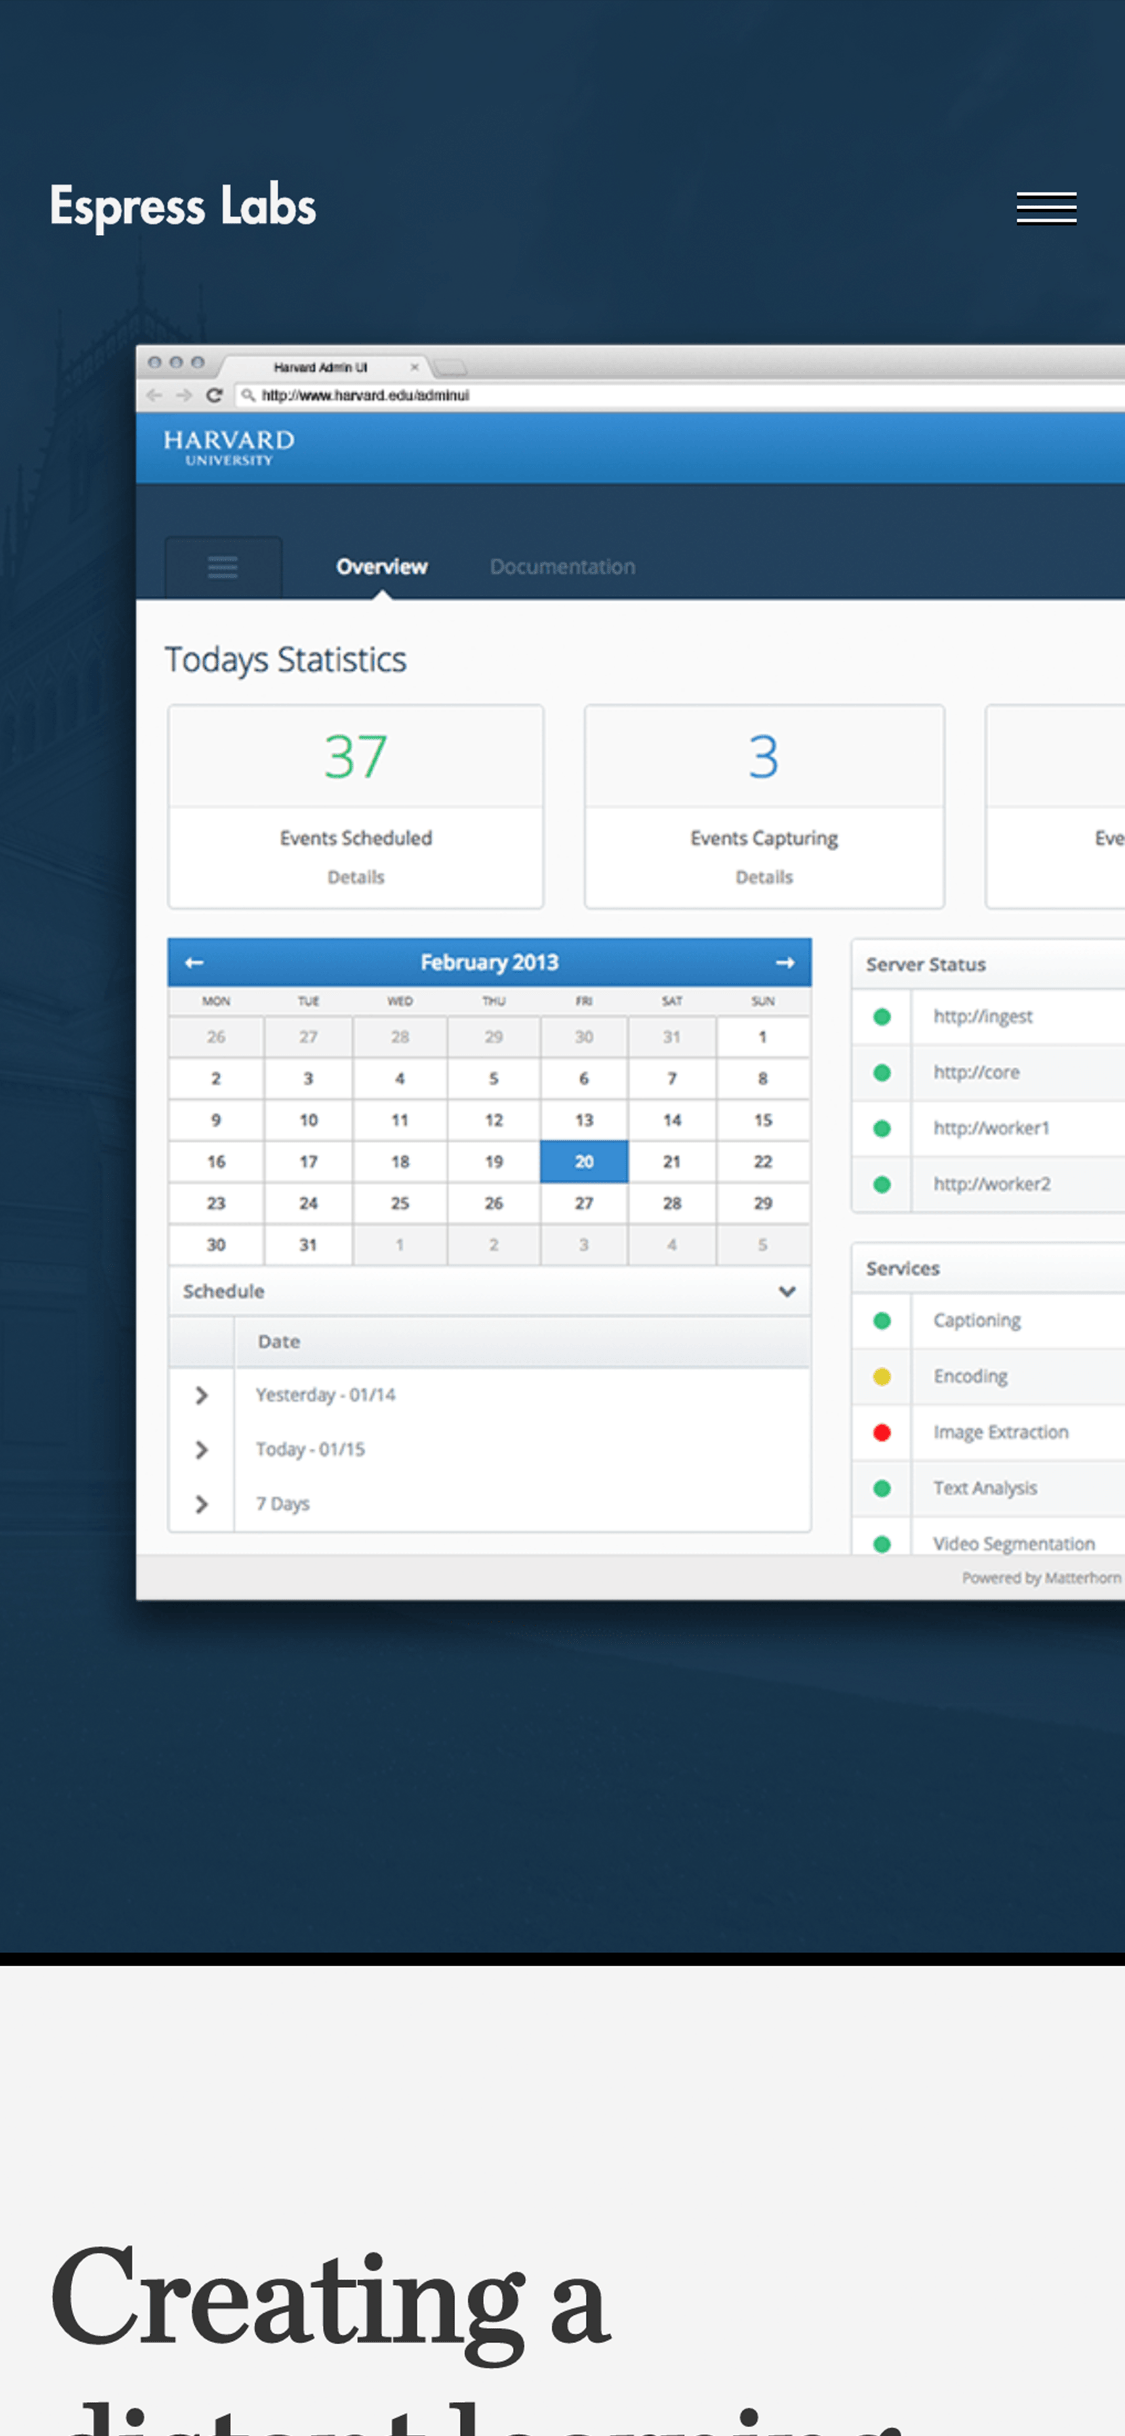 Espress Labs
Harvard Admin UI
http://www.harvard.edu/adminui
HARVARD
UNIVERSITY
Overview
Documentation
Todays Statistics
37
Events Scheduled
Details
3
Events Capturing
Details
February 2013
MON TUE WED THU FRI SAT SUN
26 27 28 29 30 31 1
2 3 4 5 6 7 8
9 10 11 12 13 14 15
16 17 18 19 20 21 22
23 24 25 26 27 28 29
30 31 1 2 3 4 5
Schedule
Date
Yesterday - 01/14
Today - 01/15
7 Days
Server Status
http://ingest
http://core
http://worker1
http://worker2
Services
Captioning
Encoding
Image Extraction
Text Analysis
Video Segmentation
Powered by Matterhorn
Creating a
distant learning